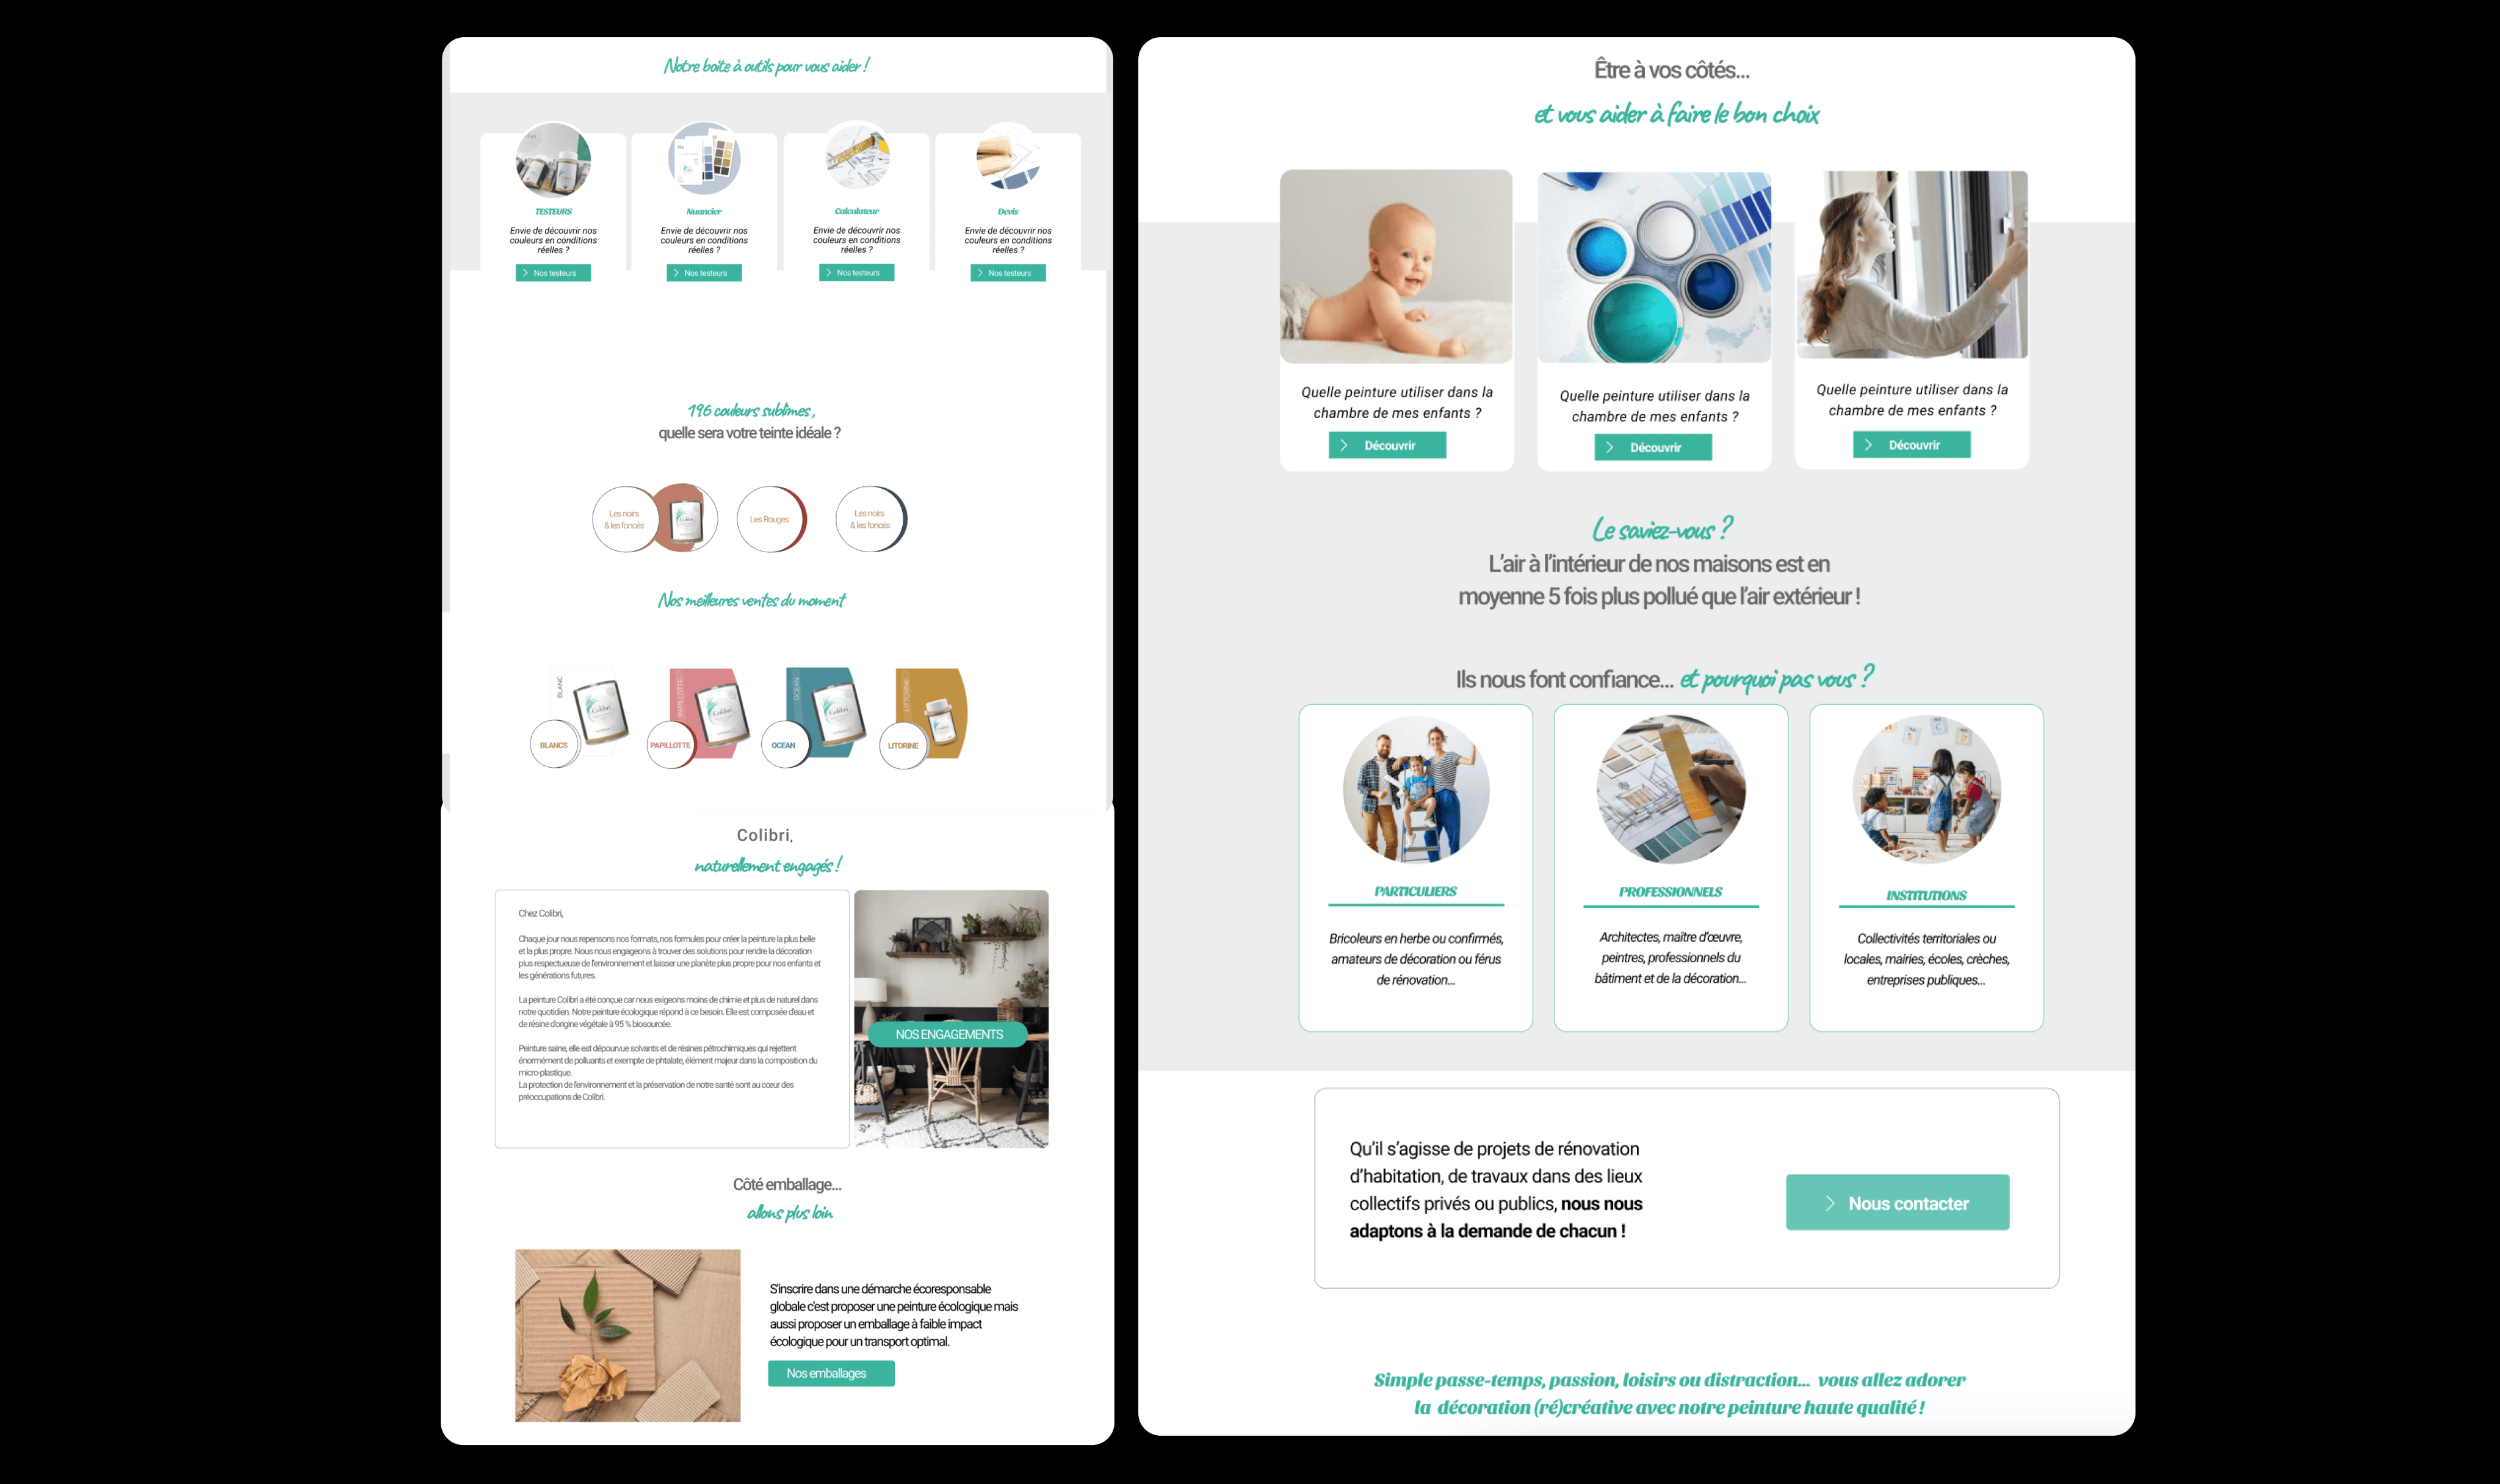 Notre boîte à outils pour vous aider !
TESTEURS
Envie de découvrir nos
couleurs en conditions
réelles ?
Nos testeurs
Nuancier
Envie de découvrir nos
couleurs en conditions
réelles ?
Nos testeurs
Calculateur
Envie de découvrir nos
couleurs en conditions
réelles ?
Nos testeurs
Devis
Envie de découvrir nos
couleurs en conditions
réelles ?
Nos testeurs
196 couleurs sublimes,
quelle sera votre teinte idéale ?
Les noirs
& les foncés
Colibri
Les Rouges
Les noirs
& les foncés
Nos meilleures ventes du moment
BLANC
Colibri
BLANCS
PAPILLOTTE
Colibri
PAPILLOTTE
OCEAN
Colibri
OCEAN
LITTORINE
Colibri
LITORINE
Colibri,
naturellement engagés !
Chez Colibri,
Chaque jour nous repensons nos formats, nos formules pour créer la peinture la plus belle
et la plus propre. Nous nous engageons à trouver des solutions pour rendre la décoration
plus respectueuse de l'environnement et laisser une planète plus propre pour nos enfants et
les générations futures.
La peinture Colibri a été conçue car nous exigeons moins de chimie et plus de naturel dans
notre quotidien. Notre peinture écologique répond à ce besoin. Elle est composée d'eau et
de résine d'origine végétale à 95 % biosourcée.
Peinture saine, elle est dépourvue solvants et de résines pétrochimiques qui rejettent
énormément de polluants et exempte de phtalate, élément majeur dans la composition du
micro-plastique.
La protection de l'environnement et la préservation de notre santé sont au cœur des
préoccupations de Colibri.
NOS ENGAGEMENTS
Côté emballage...
allons plus loin
S'inscrire dans une démarche écoresponsable
globale c'est proposer une peinture écologique mais
aussi proposer un emballage à faible impact
écologique pour un transport optimal.
Nos emballages
Être à vos côtés...
et vous aider à faire le bon choix
Quelle peinture utiliser dans la
chambre de mes enfants ?
Découvrir
Quelle peinture utiliser dans la
chambre de mes enfants ?
Découvrir
Quelle peinture utiliser dans la
chambre de mes enfants ?
Découvrir
Le saviez-vous ?
L'air à l'intérieur de nos maisons est en
moyenne 5 fois plus pollué que l'air extérieur !
Ils nous font confiance... et pourquoi pas vous ?
PARTICULIERS
Bricoleurs en herbe ou confirmés,
amateurs de décoration ou férus
de rénovation...
PROFESSIONNELS
Architectes, maître d'œuvre,
peintres, professionnels du
bâtiment et de la décoration...
INSTITUTIONS
Collectivités territoriales ou
locales, mairies, écoles, crèches,
entreprises publiques...
Qu'il s'agisse de projets de rénovation
d'habitation, de travaux dans des lieux
collectifs privés ou publics, nous nous
adaptons à la demande de chacun !
Nous contacter
Simple passe-temps, passion, loisirs ou distraction... vous allez adorer
la décoration (ré)créative avec notre peinture haute qualité !